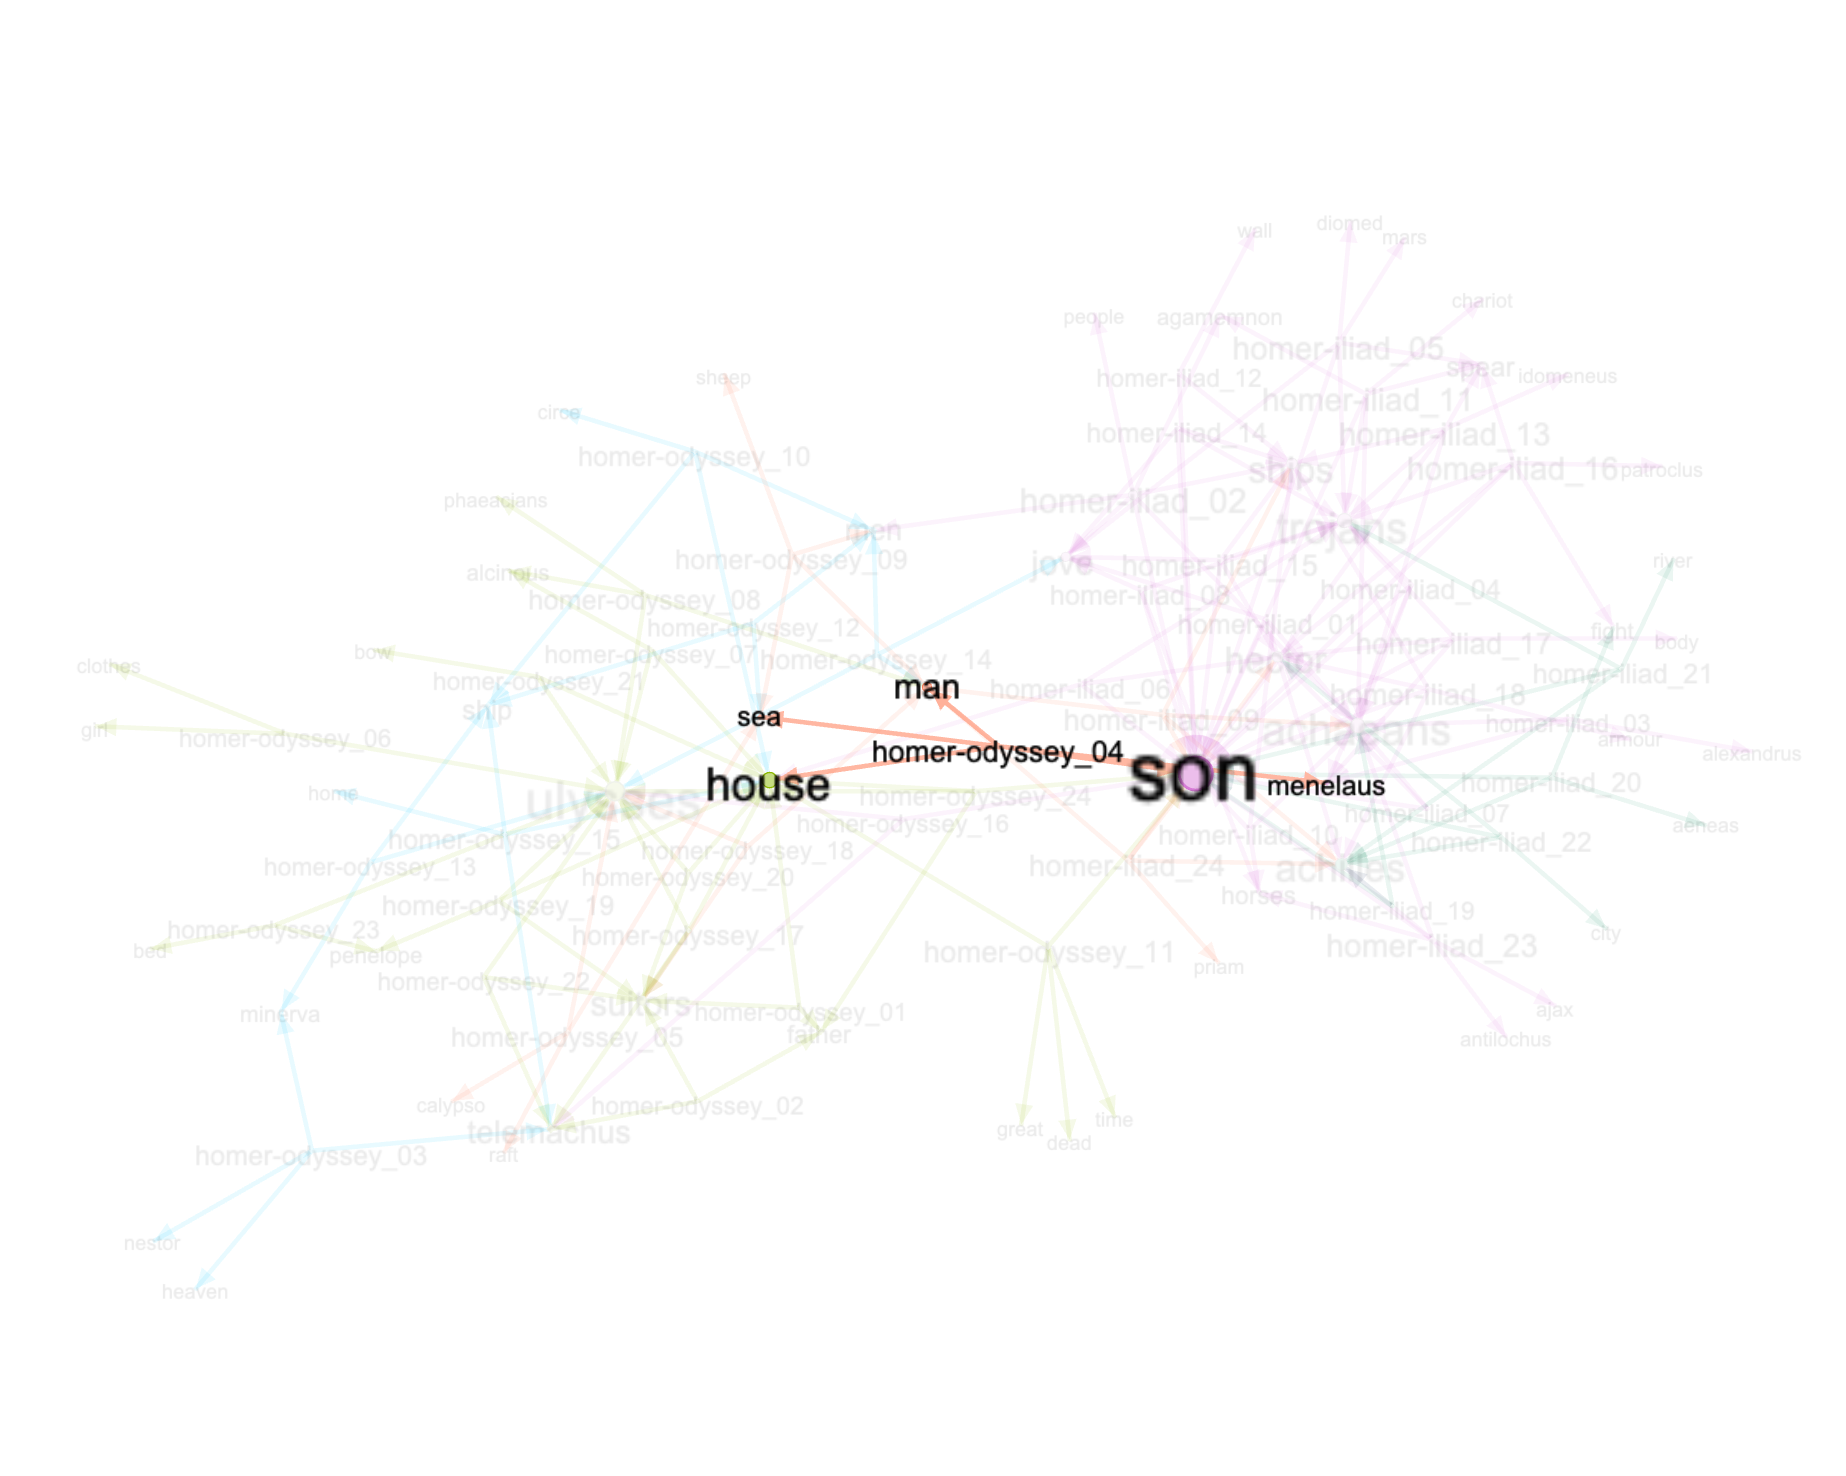 diomed
wall
mars
chariot
people
agamemnon
homer-iliad_05
spear
sheep
homer-iliad_12
idomeneus
circe
homer-iliad_11
homer-iliad_14
homer-iliad_13
homer-odyssey_10
ships
homer-iliad_16
patroclus
phaeacians
homer-iliad_02
men
trojans
homer-odyssey_09
jove
homer-iliad_15
river
alcinous
homer-iliad_04
homer-odyssey_08
homer-iliad_08
homer-odyssey_12
homer-iliad_01
fight
body
bow
homer-odyssey_07
homer-odyssey_14
hector
homer-iliad_17
clothes
homer-odyssey_21
man
homer-iliad_06
homer-iliad_21
homer-iliad_18
ship
sea
homer-iliad_09
achaeans
homer-iliad_03
girl
homer-odyssey_06
armour
homer-odyssey_04
alexandrus
son
house
menelaus
homer-iliad_20
home
ulysses
homer-odyssey_24
homer-iliad_07
homer-odyssey_16
aeneas
homer-odyssey_15
homer-iliad_10
homer-iliad_22
homer-odyssey_13
homer-odyssey_18
homer-iliad_24
achilles
homer-odyssey_20
horses
homer-odyssey_19
homer-iliad_19
homer-odyssey_23
homer-odyssey_17
city
bed
penelope
homer-odyssey_11
homer-iliad_23
priam
homer-odyssey_22
suitors
homer-odyssey_01
minerva
ajax
homer-odyssey_05
father
antilochus
calypso
homer-odyssey_02
time
telemachus
great
dead
homer-odyssey_03
raft
nestor
heaven